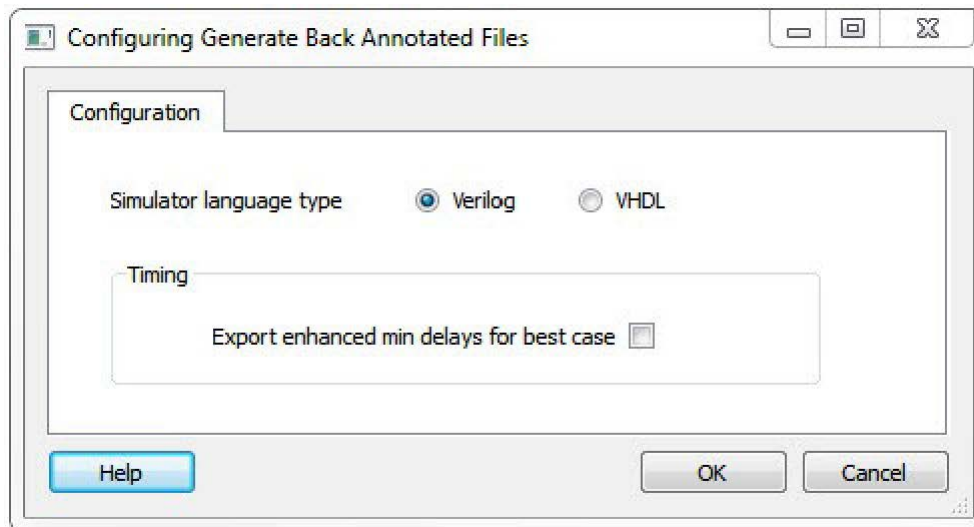 Configuring Generate Back Annotated Files
Configuration
Simulator language type Verilog VHDL
Timing
Export enhanced min delays for best case
Help OK Cancel